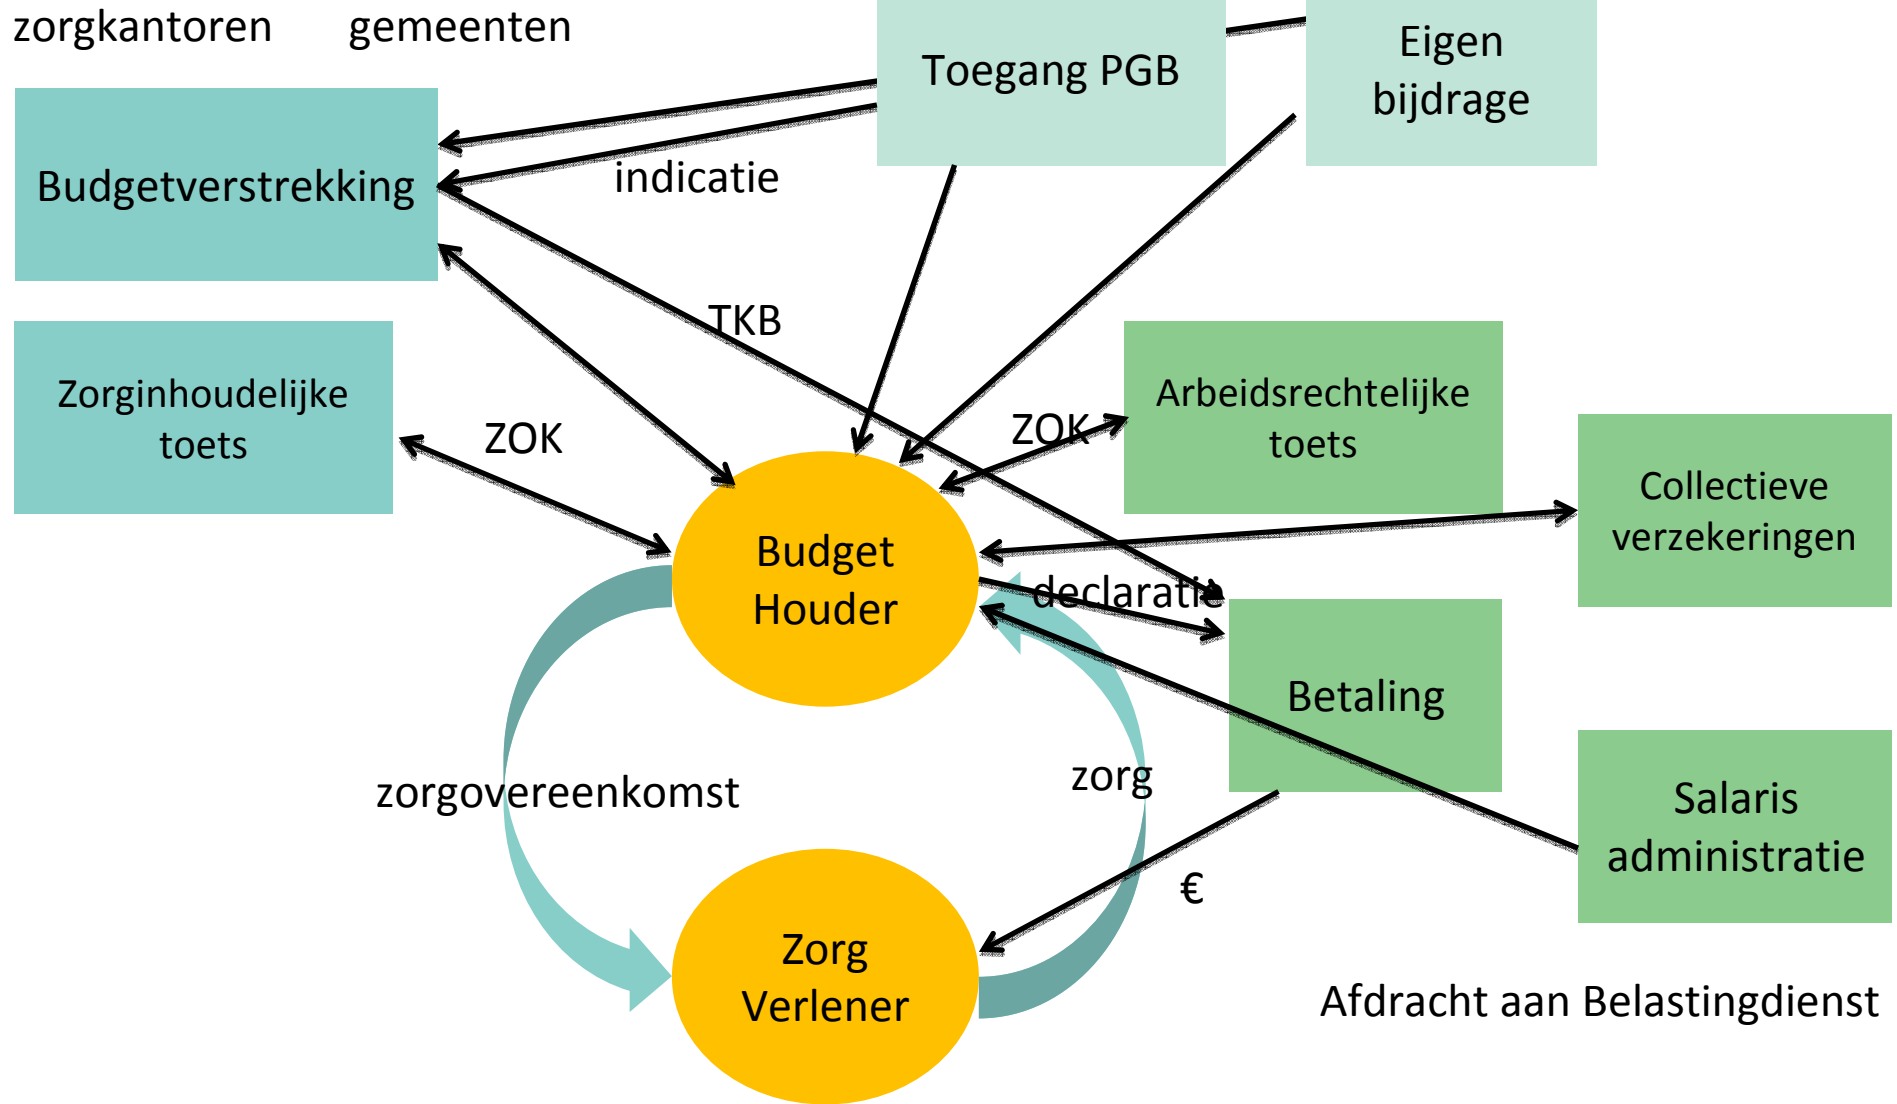 zorgkantoren gemeenten
Toegang PGB
Eigen
bijdrage
Budgetverstrekking
indicatie
TKB
Zorginhoudelijke
toets
ZOK
ZOK
Arbeidsrechtelijke
toets
Collectieve
verzekeringen
Budget
Houder
declaratie
Betaling
zorgovereenkomst
zorg
Salaris
administratie
€
Zorg
Verlener
Afdracht aan Belastingdienst